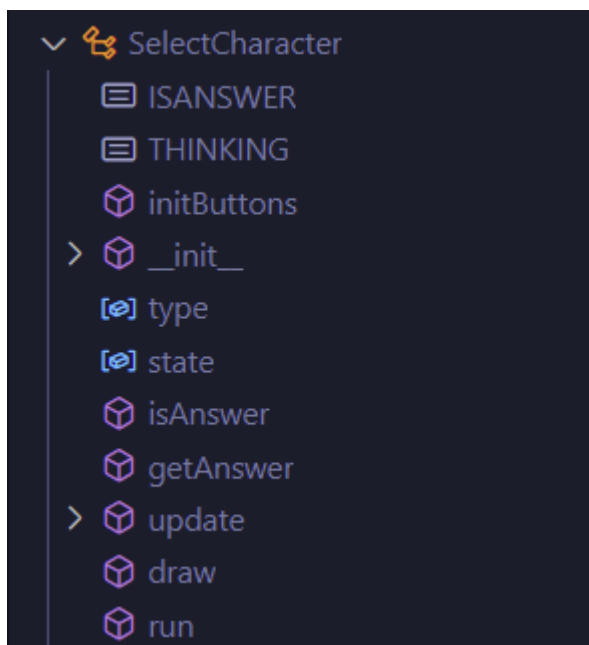 SelectCharacter
ISANSWER
THINKING
initButtons
__init__
type
state
isAnswer
getAnswer
update
draw
run